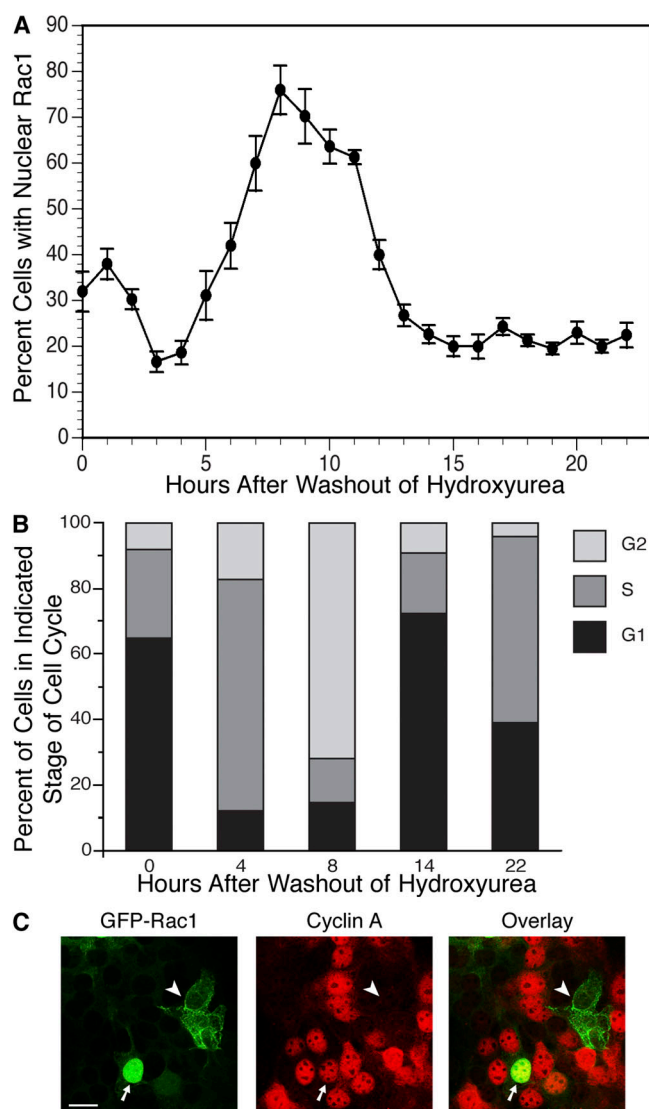 A
Percent Cells with Nuclear Rac1
90
80
70
60
50
40
30
20
10
0
0 5 10 15 20
Hours After Washout of Hydroxyurea
B
Percent of Cells in Indicated
Stage of Cell Cycle
100
80
60
40
20
0
0 4 8 14 22
Hours After Washout of Hydroxyurea
G2
S
G1
C
GFP-Rac1 Cyclin A Overlay